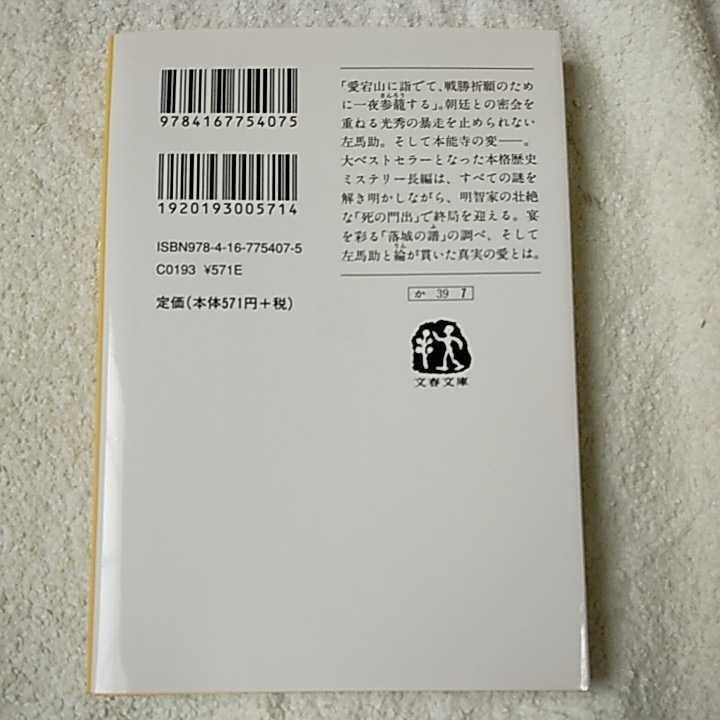 9784167754075
1920193005714
ISBN978-4-16-775407-5
C0193 ¥571E
定価(本体571円+税)
「愛宕山に詣でて、戦勝祈願のため
に一夜参籠する」。朝廷との密会を
さんろう
重ねる光秀の暴走を止められない
左馬助。そして本能寺の変――。
大ベストセラーとなった本格歴史
ミステリー長編は、すべての謎を
解き明かしながら、明智家の壮絶
な「死の門出」で終局を迎える。宴
を彩る「落城の譜」の調べ、そして
ふ
左馬助と綸が貫いた真実の愛とは。
りん
か 39 7
文春文庫